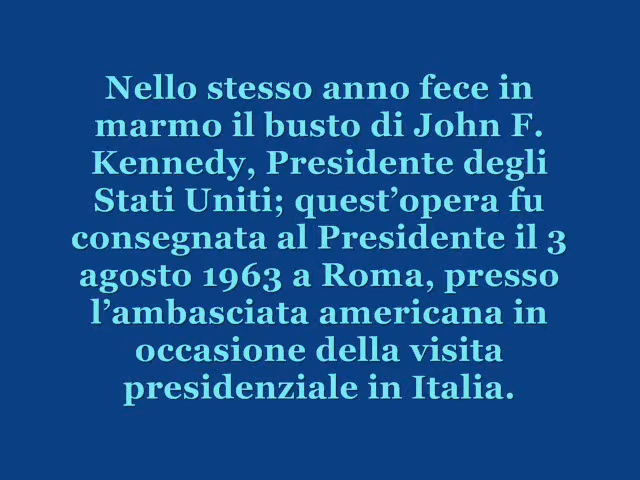 Nello stesso anno fece in
marmo il busto di John F.
Kennedy, Presidente degli
Stati Uniti; quest’opera fu
consegnata al Presidente il 3
agosto 1963 a Roma, presso
l’ambasciata americana in
occasione della visita
presidenziale in Italia.